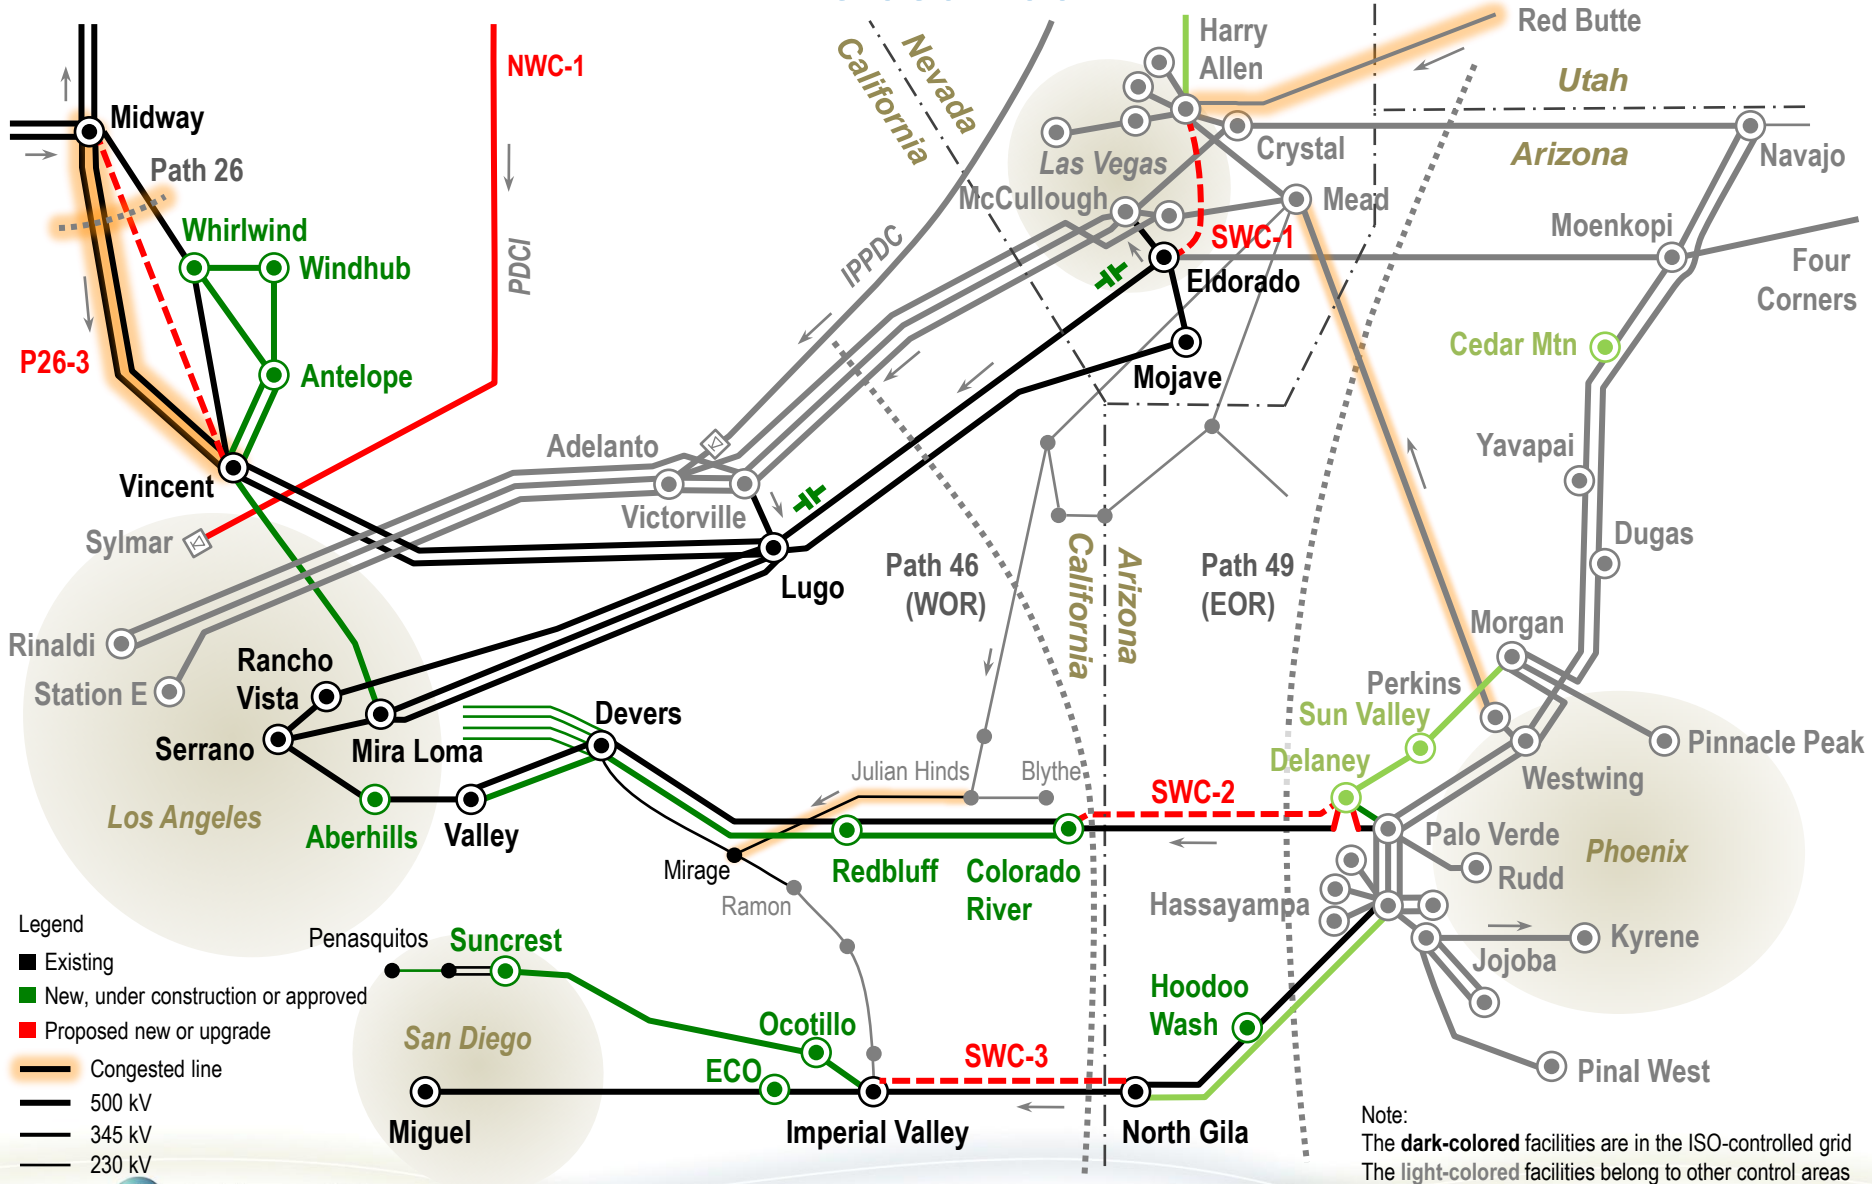 Red Butte
Harry
Allen
Nevada
California
Utah
NWC-1
Midway
Crystal
Arizona
Navajo
Path 26
Las Vegas
McCullough
Mead
Whirlwind
Windhub
PDCI
IPPDC
SWC-1
Moenkopi
Eldorado
Four
Corners
Cedar Mtn
P26-3
Antelope
Mojave
Adelanto
Yavapai
Vincent
Victorville
Sylmar
Dugas
Path 46
(WOR)
California
Arizona
Path 49
(EOR)
Lugo
Morgan
Rinaldi
Rancho
Vista
Station E
Perkins
Sun Valley
Devers
Serrano
Mira Loma
Pinnacle Peak
Delaney
Westwing
Julian Hinds
Blythe
SWC-2
Los Angeles
Aberhills
Valley
Palo Verde
Phoenix
Mirage
Redbluff
Colorado
River
Rudd
Ramon
Hassayampa
Legend
Existing
New, under construction or approved
Proposed new or upgrade
Congested line
500 kV
345 kV
230 kV
Penasquitos
Suncrest
Kyrene
Jojoba
Hoodoo
Wash
San Diego
Ocotillo
ECO
SWC-3
Pinal West
Miguel
Imperial Valley
North Gila
Note:
The dark-colored facilities are in the ISO-controlled grid
The light-colored facilities belong to other control areas